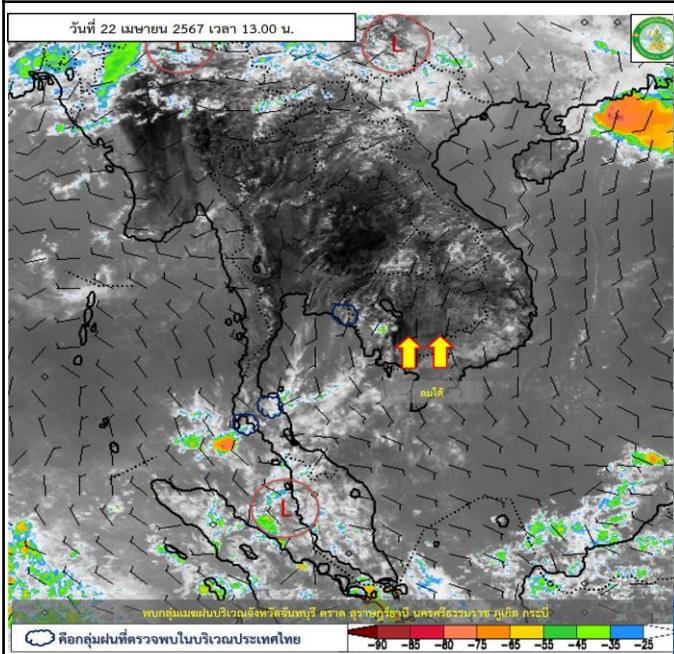 วันที่ 22 เมษายน 2567 เวลา 13.00 น.
L
L
ลมใต้
L
พบกลุ่มเมฆฝนบริเวณจังหวัดจันทบุรี ตราด สุราษฎร์ธานี นครศรีธรรมราช ภูเก็ต กระบี่
คือกลุ่มฝนที่ตรวจพบในบริเวณประเทศไทย
-90 -80 -75 -65 -55 -45 -35 -25